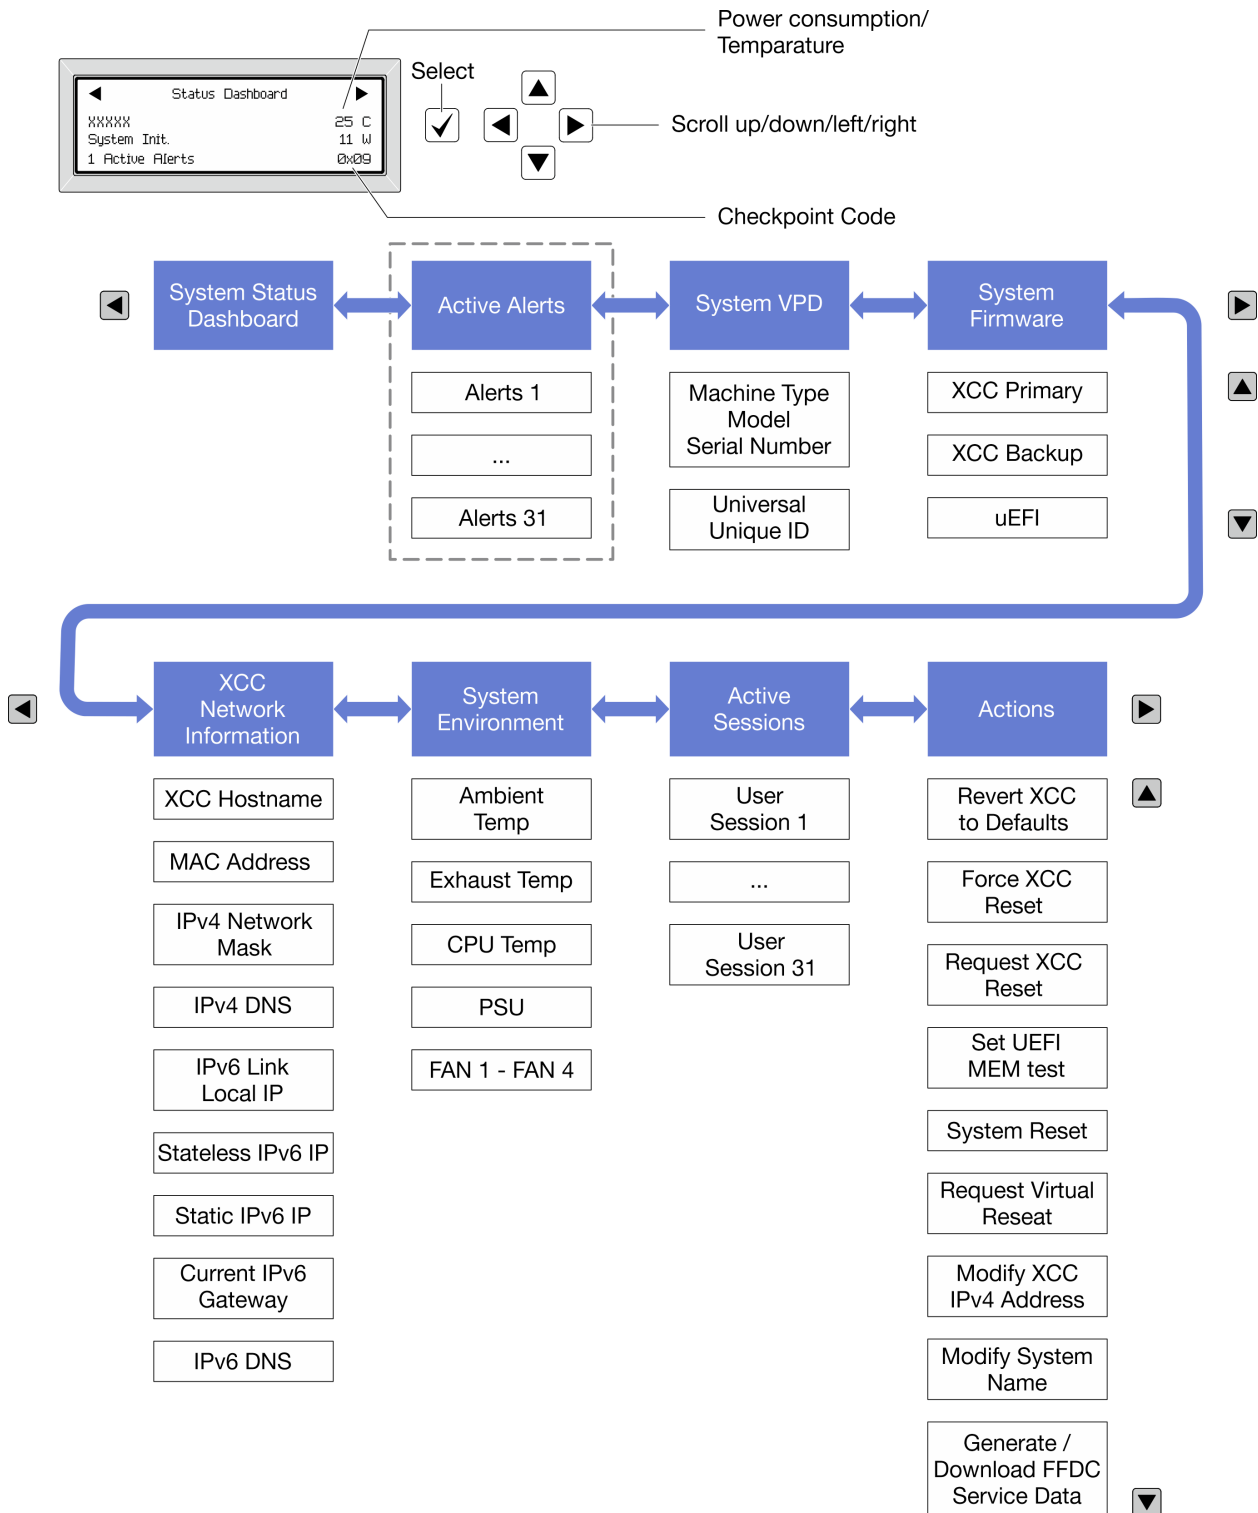 Power consumption/
Temparature
Select
Status Dashboard
XXXXX 25 C
System Init. 11 W
1 Active Alerts 0x09
Scroll up/down/left/right
Checkpoint Code
System Status
Dashboard
Active Alerts
System VPD
System
Firmware
Alerts 1
...
Alerts 31
Machine Type
Model
Serial Number
Universal
Unique ID
XCC Primary
XCC Backup
uEFI
XCC
Network
Information
System
Environment
Active
Sessions
Actions
XCC Hostname
MAC Address
IPv4 Network
Mask
IPv4 DNS
IPv6 Link
Local IP
Stateless IPv6 IP
Static IPv6 IP
Current IPv6
Gateway
IPv6 DNS
Ambient
Temp
Exhaust Temp
CPU Temp
PSU
FAN 1 - FAN 4
User
Session 1
...
User
Session 31
Revert XCC
to Defaults
Force XCC
Reset
Request XCC
Reset
Set UEFI
MEM test
System Reset
Request Virtual
Reseat
Modify XCC
IPv4 Address
Modify System
Name
Generate /
Download FFDC
Service Data